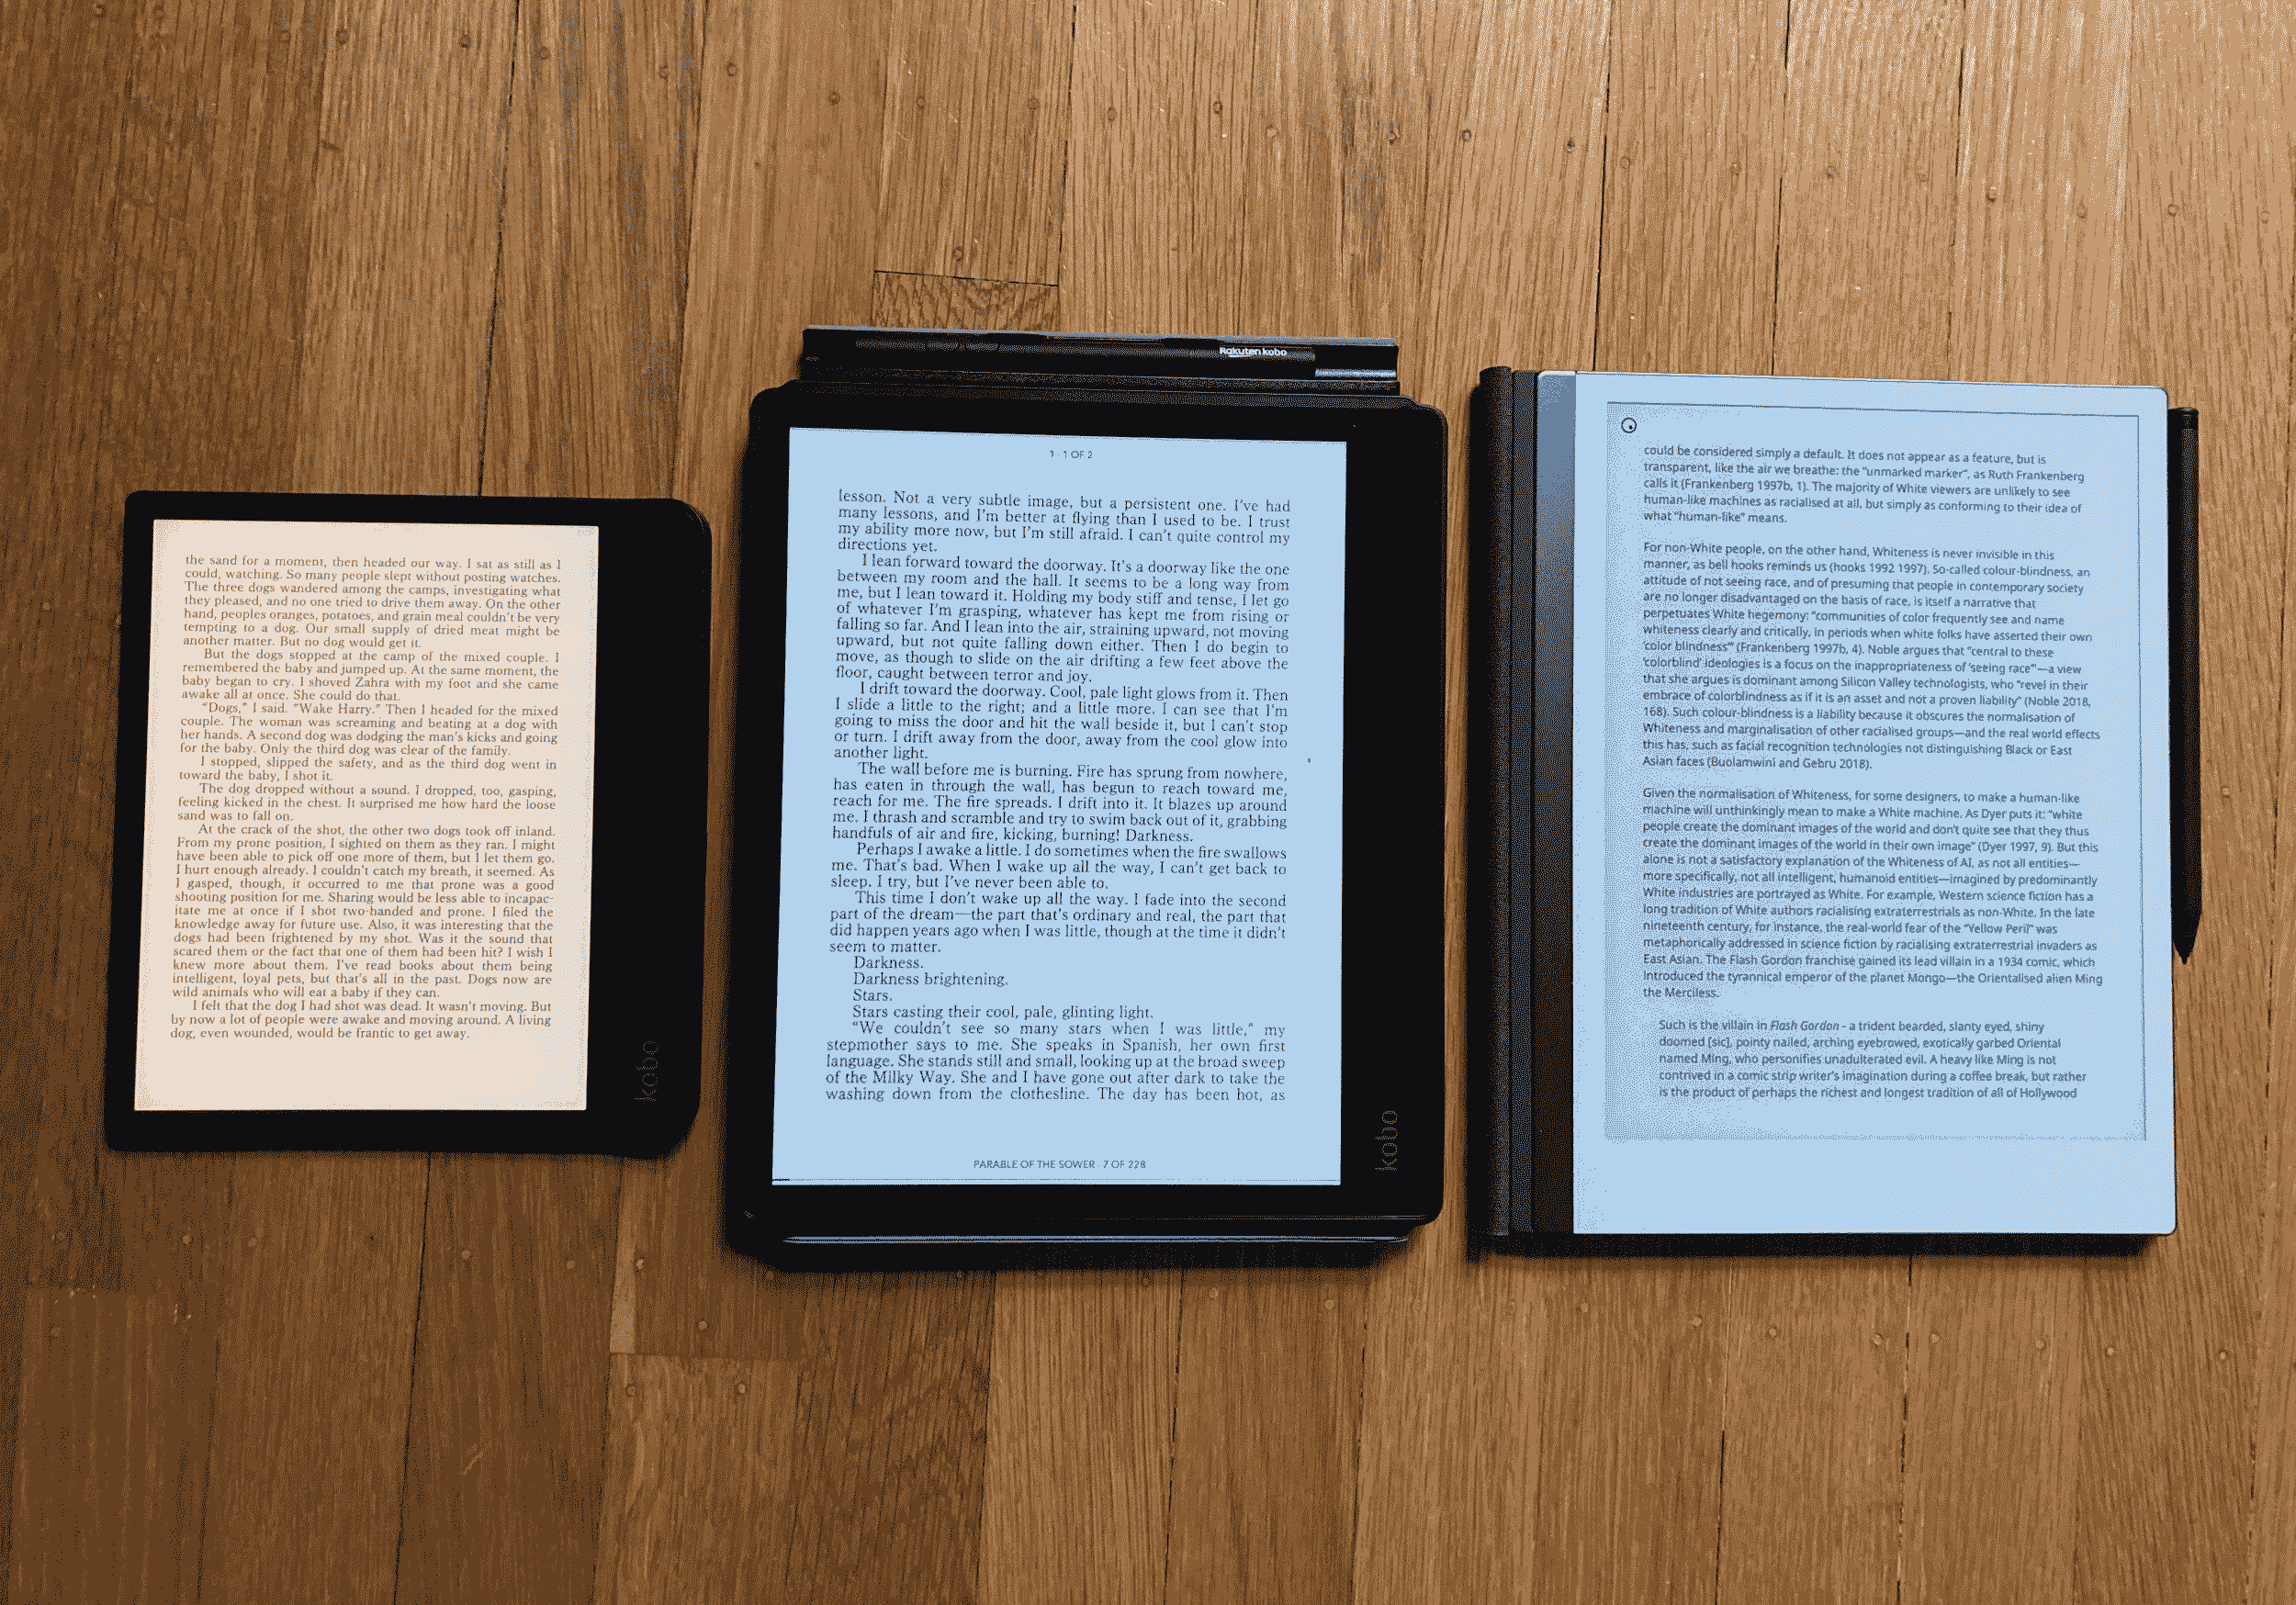 the sand for a moment, then headed our way. I sat as still as I
could, watching. So many people slept without posting watches.
The three dogs wandered among the camps, investigating what
they pleased, and no one tried to drive them away. On the other
hand, peoples oranges, potatoes, and grain meal couldn't be very
tempting to a dog. Our small supply of dried meat might be
another matter. But no dog would get it.
But the dogs stopped at the camp of the mixed couple. I
remembered the baby and jumped up. At the same moment, the
baby began to cry. I shoved Zahra with my foot and she came
awake all at once. She could do that.
"Dogs," I said. "Wake Harry." Then I headed for the mixed
couple. The woman was screaming and beating at a dog with
her hands. A second dog was dodging the man's kicks and going
for the baby. Only the third dog was clear of the family.
I stopped, slipped the safety, and as the third dog went in
toward the baby, I shot it.
The dog dropped without a sound. I dropped, too, gasping,
feeling kicked in the chest. It surprised me how hard the loose
sand was to fall on.
At the crack of the shot, the other two dogs took off inland.
From my prone position, I sighted on them as they ran. I might
have been able to pick off one more of them, but I let them go.
I hurt enough already. I couldn't catch my breath, it seemed. As
I gasped, though, it occurred to me that prone was a good
shooting position for me. Sharing would be less able to incapac-
itate me at once if I shot two-handed and prone. I filed the
knowledge away for future use. Also, it was interesting that the
dogs had been frightened by my shot. Was it the sound that
scared them or the fact that one of them had been hit? I wish I
knew more about them. I've read books about them being
intelligent, loyal pets, but that's all in the past. Dogs now are
wild animals who will eat a baby if they can.
I felt that the dog I had shot was dead. It wasn't moving. But
by now a lot of people were awake and moving around. A living
dog, even wounded, would be frantic to get away.
kobo
Rakuten kobo
1 · 1 OF 2
lesson. Not a very subtle image, but a persistent one. I've had
many lessons, and I'm better at flying than I used to be. I trust
my ability more now, but I'm still afraid. I can't quite control my
directions yet.
I lean forward toward the doorway. It's a doorway like the one
between my room and the hall. It seems to be a long way from
me, but I lean toward it. Holding my body stiff and tense, I let go
of whatever I'm grasping, whatever has kept me from rising or
falling so far. And I lean into the air, straining upward, not moving
upward, but not quite falling down either. Then I do begin to
move, as though to slide on the air drifting a few feet above the
floor, caught between terror and joy.
I drift toward the doorway. Cool, pale light glows from it. Then
I slide a little to the right; and a little more. I can see that I'm
going to miss the door and hit the wall beside it, but I can't stop
or turn. I drift away from the door, away from the cool glow into
another light.
The wall before me is burning. Fire has sprung from nowhere,
has eaten in through the wall, has begun to reach toward me,
reach for me. The fire spreads. I drift into it. It blazes up around
me. I thrash and scramble and try to swim back out of it, grabbing
handfuls of air and fire, kicking, burning! Darkness.
Perhaps I awake a little. I do sometimes when the fire swallows
me. That's bad. When I wake up all the way, I can't get back to
sleep. I try, but I've never been able to.
This time I don't wake up all the way. I fade into the second
part of the dream—the part that's ordinary and real, the part that
did happen years ago when I was little, though at the time it didn't
seem to matter.
Darkness.
Darkness brightening.
Stars.
Stars casting their cool, pale, glinting light.
"We couldn't see so many stars when I was little," my
stepmother says to me. She speaks in Spanish, her own first
language. She stands still and small, looking up at the broad sweep
of the Milky Way. She and I have gone out after dark to take the
washing down from the clothesline. The day has been hot, as
PARABLE OF THE SOWER · 7 OF 228
kobo
could be considered simply a default. It does not appear as a feature, but is
transparent, like the air we breathe: the "unmarked marker", as Ruth Frankenberg
calls it (Frankenberg 1997b, 1). The majority of White viewers are unlikely to see
human-like machines as racialised at all, but simply as conforming to their idea of
what "human-like" means.
For non-White people, on the other hand, Whiteness is never invisible in this
manner, as bell hooks reminds us (hooks 1992 1997). So-called colour-blindness, an
attitude of not seeing race, and of presuming that people in contemporary society
are no longer disadvantaged on the basis of race, is itself a narrative that
perpetuates White hegemony: "communities of color frequently see and name
whiteness clearly and critically, in periods when white folks have asserted their own
'color blindness'" (Frankenberg 1997b, 4). Noble argues that "central to these
'colorblind' ideologies is a focus on the inappropriateness of 'seeing race'"—a view
that she argues is dominant among Silicon Valley technologists, who "revel in their
embrace of colorblindness as if it is an asset and not a proven liability" (Noble 2018,
168). Such colour-blindness is a liability because it obscures the normalisation of
Whiteness and marginalisation of other racialised groups—and the real world effects
this has, such as facial recognition technologies not distinguishing Black or East
Asian faces (Buolamwini and Gebru 2018).
Given the normalisation of Whiteness, for some designers, to make a human-like
machine will unthinkingly mean to make a White machine. As Dyer puts it: "white
people create the dominant images of the world and don't quite see that they thus
create the dominant images of the world in their own image" (Dyer 1997, 9). But this
alone is not a satisfactory explanation of the Whiteness of AI, as not all entities—
more specifically, not all intelligent, humanoid entities—imagined by predominantly
White industries are portrayed as White. For example, Western science fiction has a
long tradition of White authors racialising extraterrestrials as non-White. In the late
nineteenth century, for instance, the real-world fear of the "Yellow Peril" was
metaphorically addressed in science fiction by racialising extraterrestrial invaders as
East Asian. The Flash Gordon franchise gained its lead villain in a 1934 comic, which
introduced the tyrannical emperor of the planet Mongo—the Orientalised alien Ming
the Merciless.
Such is the villain in Flash Gordon - a trident bearded, slanty eyed, shiny
doomed [sic], pointy nailed, arching eyebrowed, exotically garbed Oriental
named Ming, who personifies unadulterated evil. A heavy like Ming is not
contrived in a comic strip writer's imagination during a coffee break, but rather
is the product of perhaps the richest and longest tradition of all of Hollywood